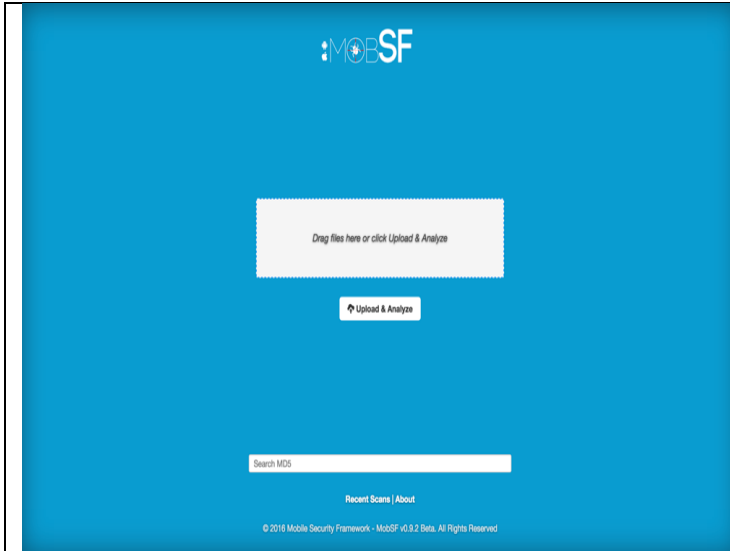 MOBSF
Drag files here or click Upload & Analyze
Upload & Analyze
Search MD5
Recent Scans | About
© 2016 Mobile Security Framework - MobSF v0.9.2 Beta. All Rights Reserved